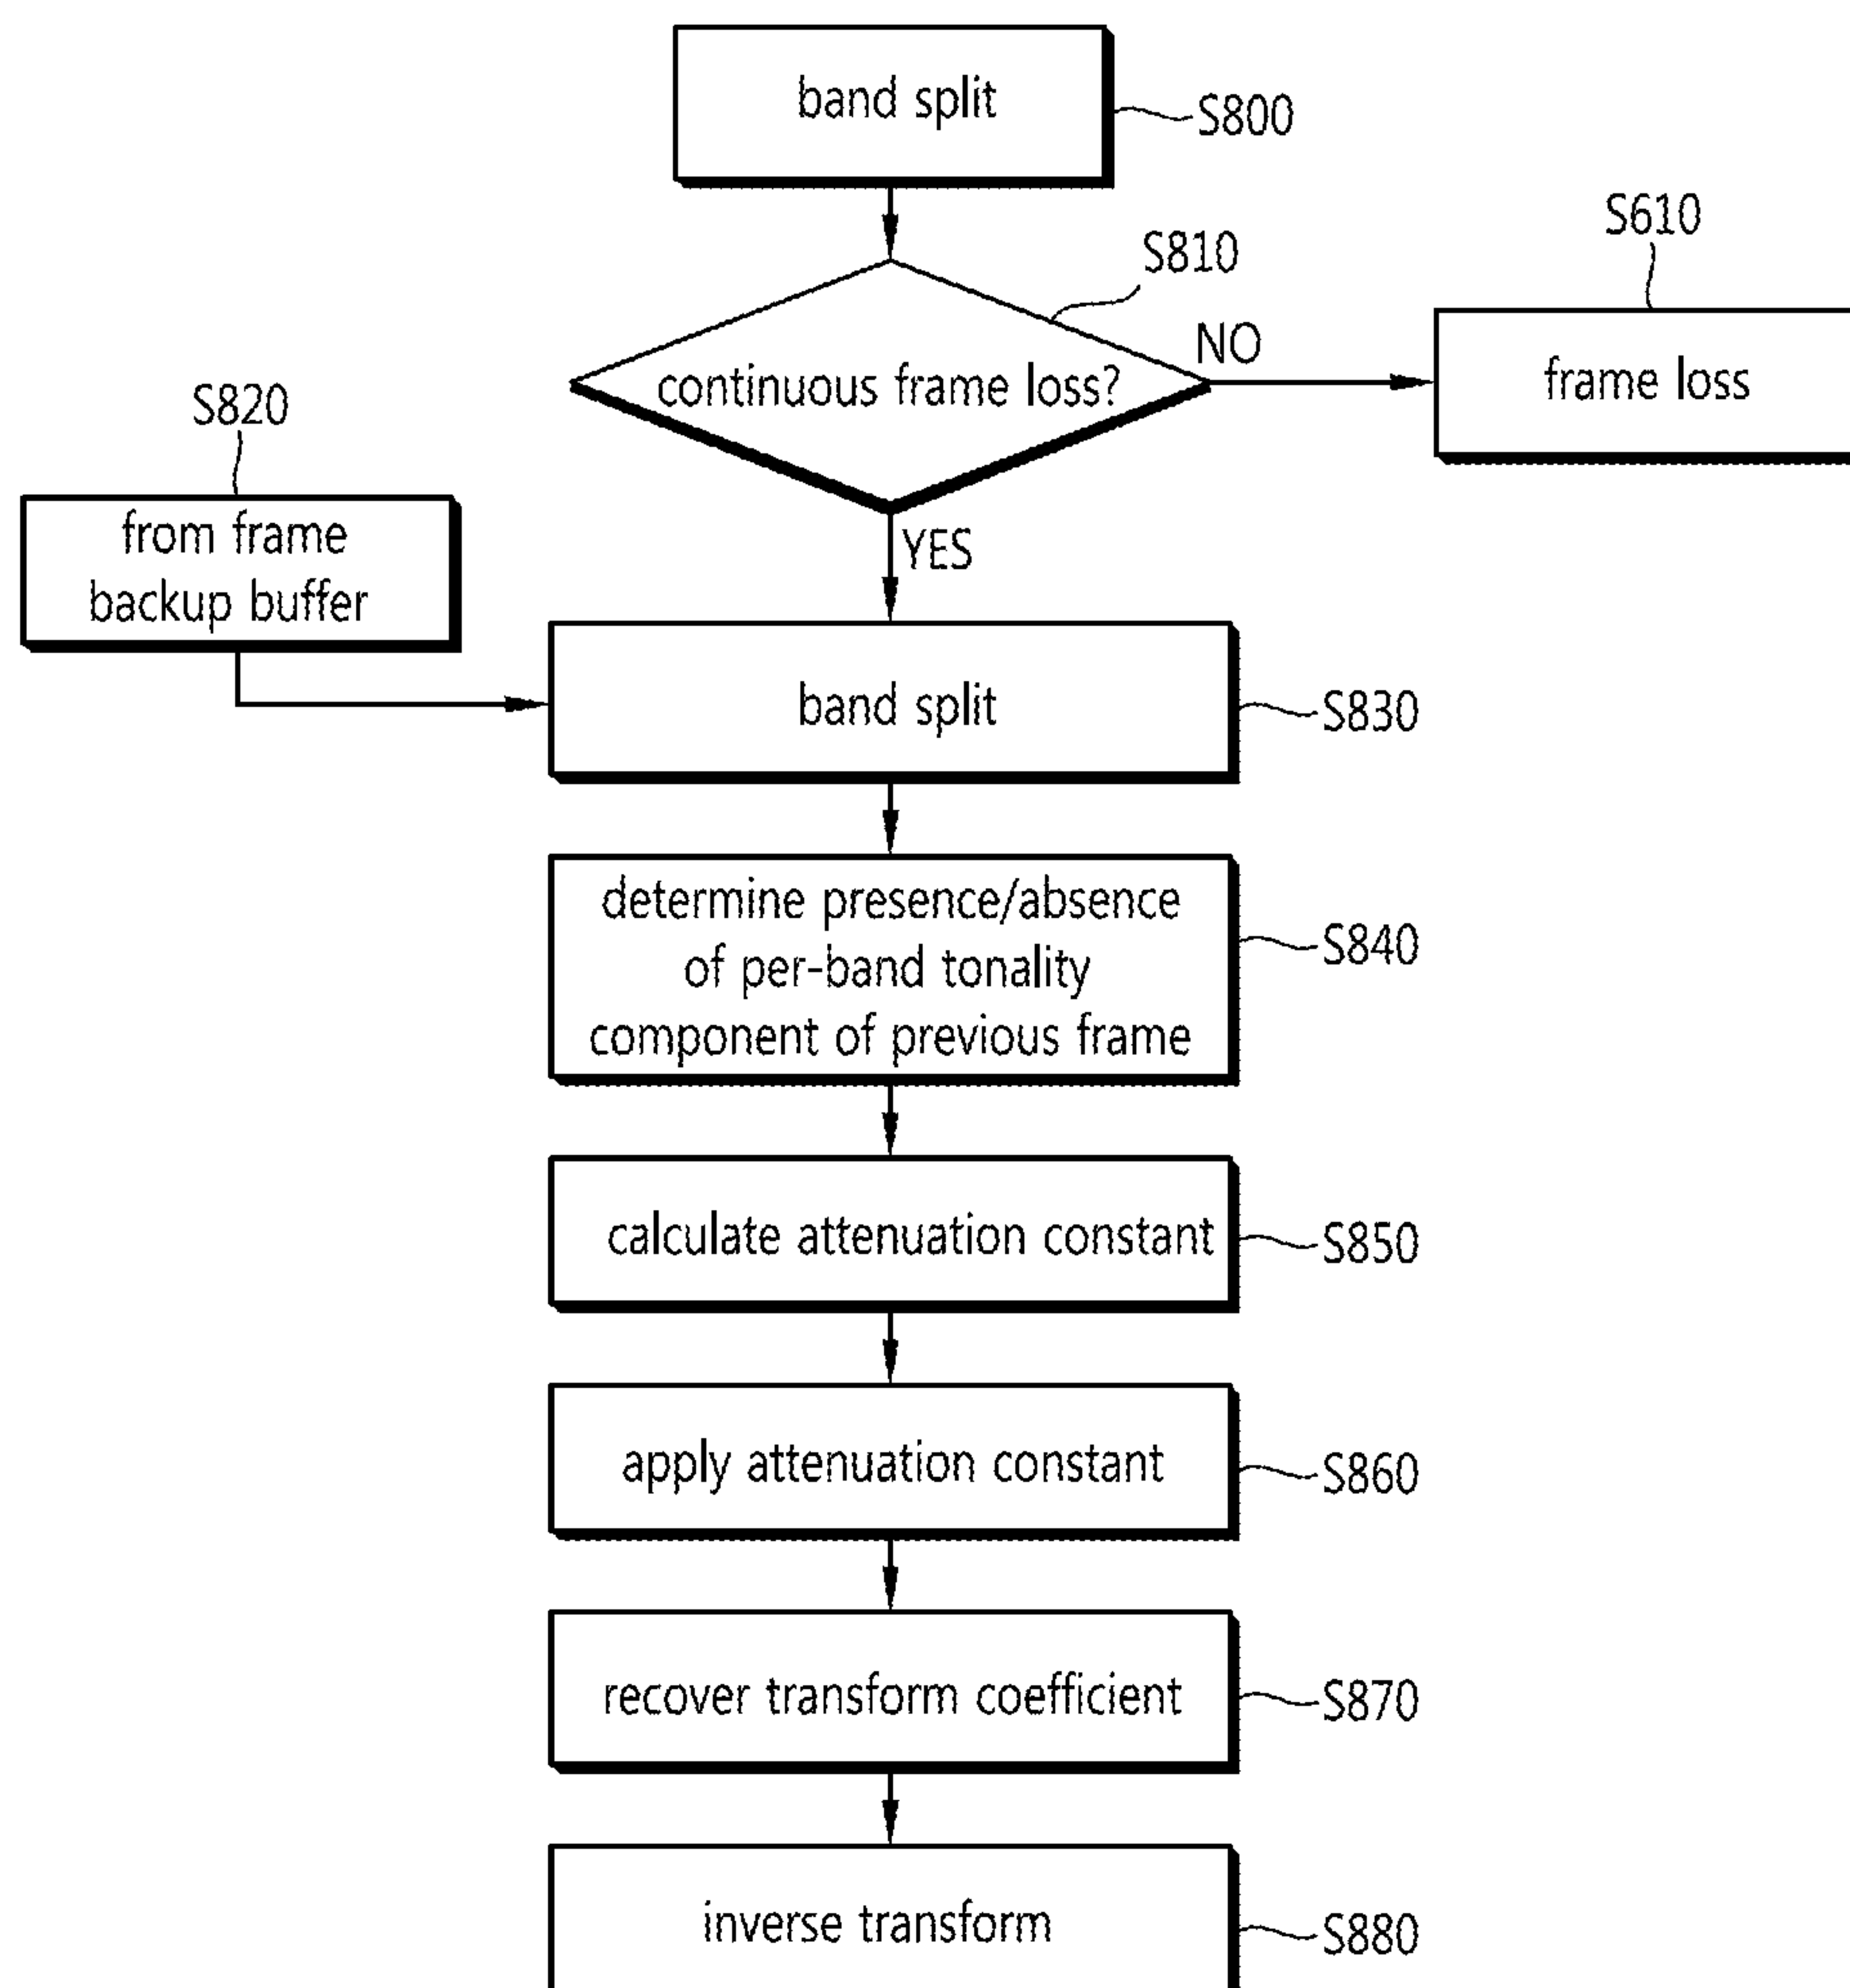 band split
S800
S810
S610
continuous frame loss?
NO
frame loss
S820
from frame
backup buffer
YES
band split
S830
determine presence/absence
of per-band tonality
component of previous frame
S840
calculate attenuation constant
S850
apply attenuation constant
S860
recover transform coefficient
S870
inverse transform
S880